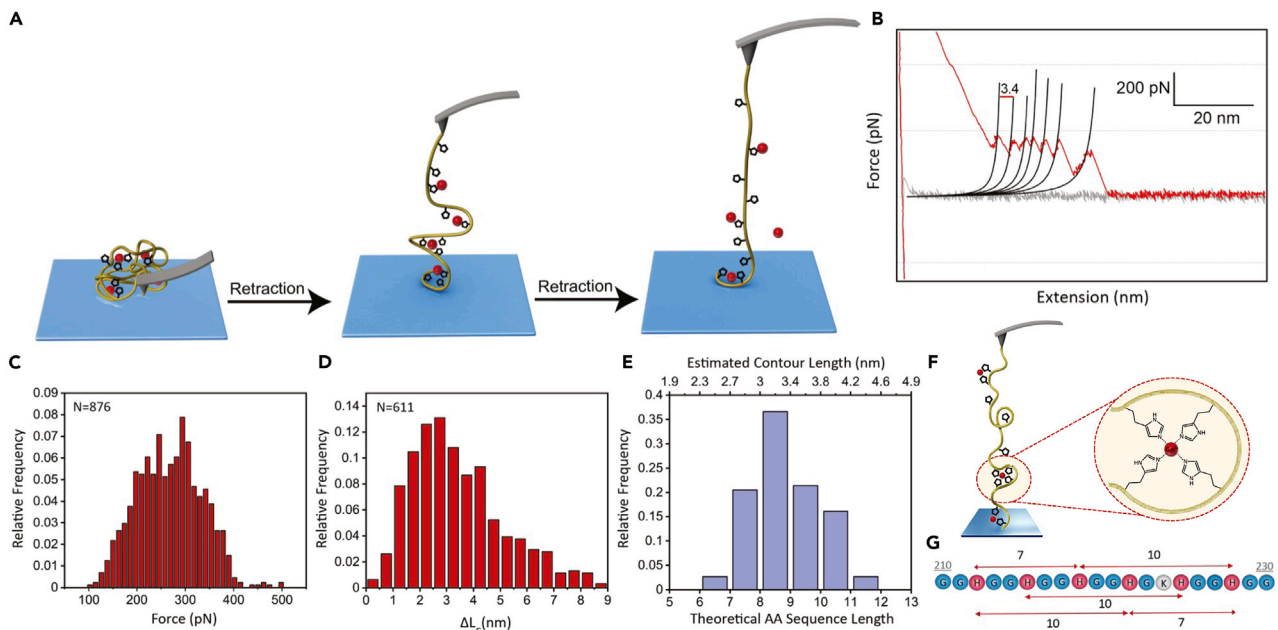 A
Retraction
Retraction
B
3.4
200 pN
20 nm
Force (pN)
Extension (nm)
C
N=876
Relative Frequency
0.09
0.08
0.07
0.06
0.05
0.04
0.03
0.02
0.01
0
100 200 300 400 500
Force (pN)
D
N=611
Relative Frequency
0.14
0.12
0.1
0.08
0.06
0.04
0.02
0
0 1 2 3 4 5 6 7 8 9
ΔLc(nm)
E
Estimated Contour Length (nm)
1.9 2.3 2.7 3 3.4 3.8 4.2 4.6 4.9
Relative Frequency
0.4
0.35
0.3
0.25
0.2
0.15
0.1
0.05
0
5 6 7 8 9 10 11 12 13
Theoretical AA Sequence Length
F
G
7 10
210 230
G G H G G H G G H G G H G K H G G H G G
10
10 7